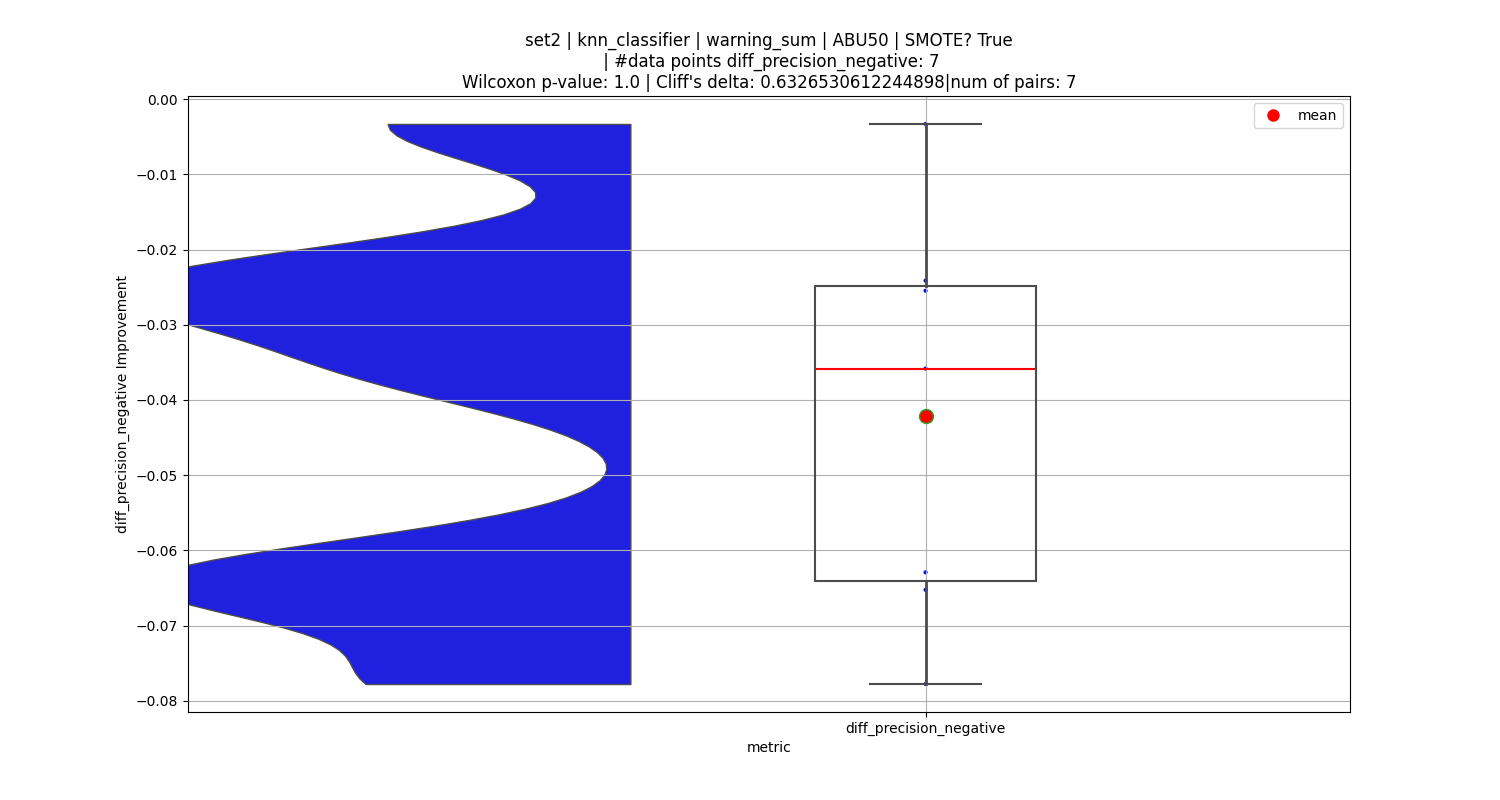 set2 | knn_classifier | warning_sum | ABU50 | SMOTE? True
| #data points diff_precision_negative: 7
Wilcoxon p-value: 1.0 | Cliff's delta: 0.6326530612244898|num of pairs: 7
mean
0.00
−0.01
−0.02
−0.03
−0.04
−0.05
−0.06
−0.07
−0.08
diff_precision_negative Improvement
diff_precision_negative
metric